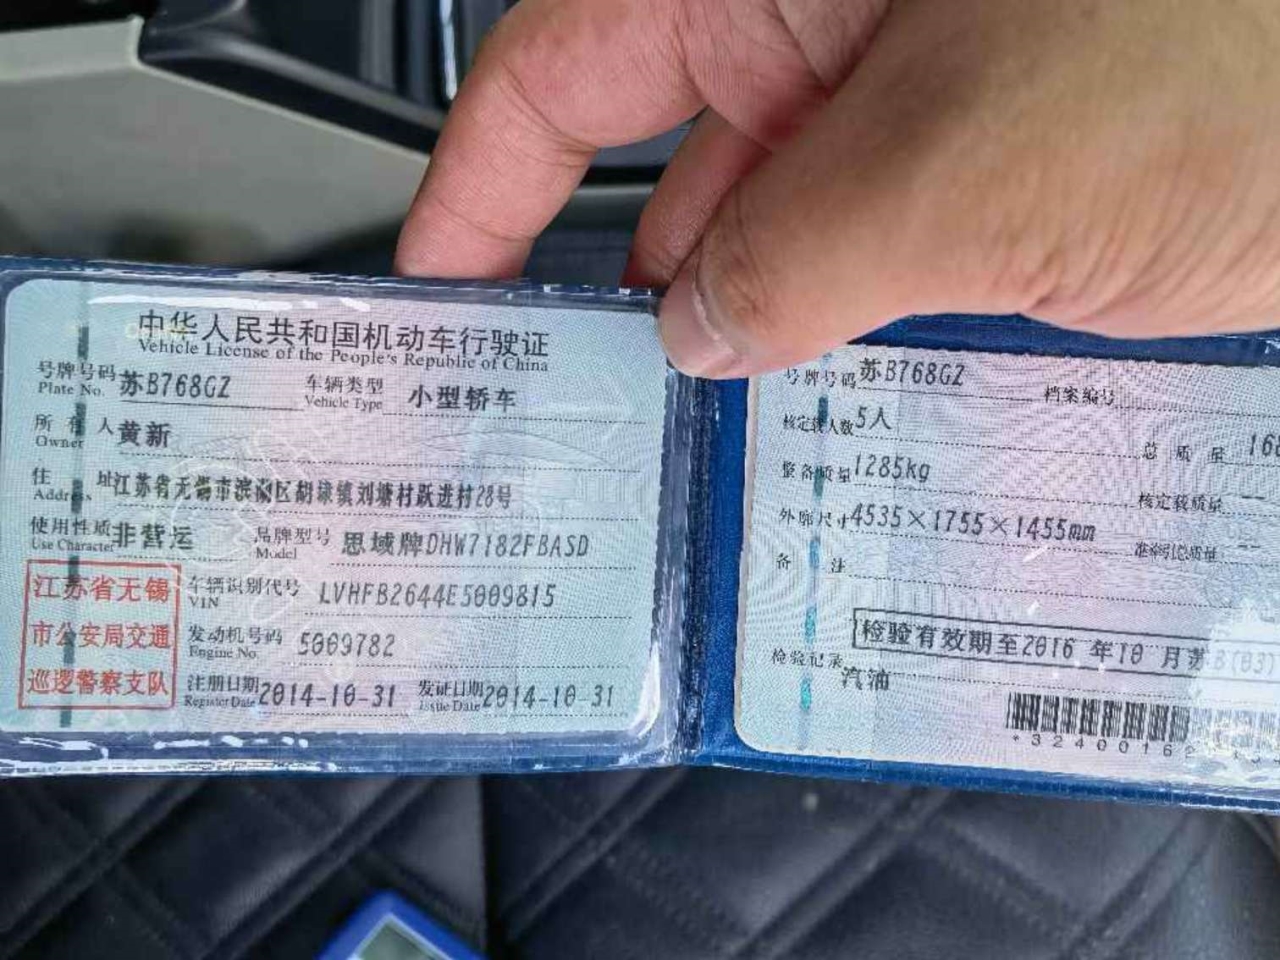 中华人民共和国机动车行驶证
Vehicle License of the People's Republic of China
号牌号码 苏B768GZ 车辆类型 小型轿车
Plate No. Vehicle Type
所有人 黄新
Owner
住址 江苏省无锡市滨湖区胡埭镇刘塘村跃进村28号
Address
使用性质 非营运 品牌型号 思域牌DHW7182FBASD
Use Character Model
江苏省无锡
市公安局交通
巡逻警察支队
车辆识别代号 LVHFB2644E5009815
VIN
发动机号码 5009782
Engine No.
注册日期 2014-10-31 发证日期 2014-10-31
Register Date Issue Date
号牌号码 苏B768GZ 档案编号
核定载人数 5人 总质量
整备质量 1285kg 核定载质量 --
外廓尺寸 4535×1755×1455mm 准牵引总质量 --
备注
检验有效期至2016年10月苏B(03)
检验记录 汽油